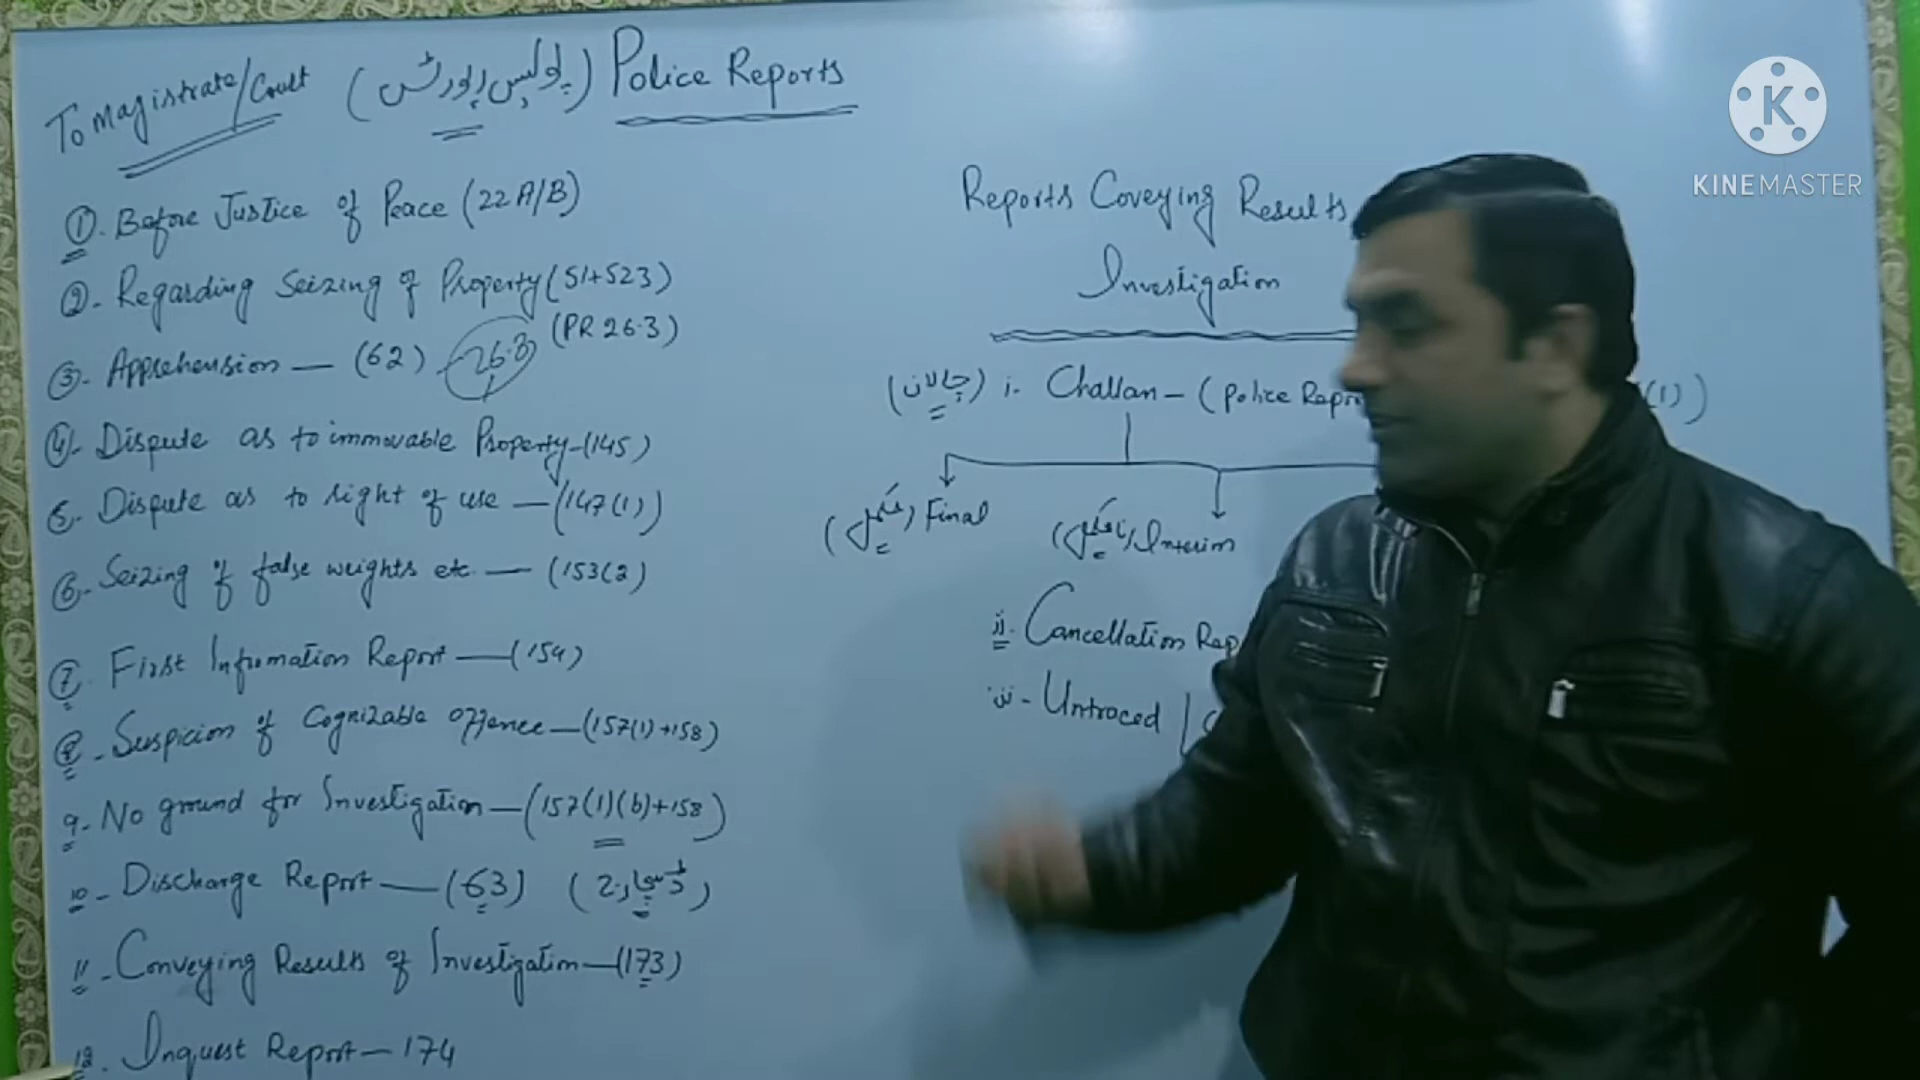 To Magistrate/Court (پولیس رپورٹس) Police Reports
① Before Justice of Peace (22 A/B)
②- Regarding Seizing of Property (51+523)
(PR 26.3)
③- Apprehension — (62) 26.3
④- Dispute as to immovable Property-(145)
⑤- Dispute as to right of use —(147(1))
⑥- Seizing of false weights etc — (153(2)
⑦. First Infrmation Report —(154)
⑧- Suspicion of Cognizable offence—(157(1)+158)
9- No ground for Investigation—(157(1)(b)+158)
10- Discharge Report — (63) (ڈسچارج)
11- Conveying Results of Investigation—(173)
12. Inquest Report — 174
Reports Coveying Results
Investigation
(چالان) i. Challan — (Police Repo (1))
(مکمل) Final
(نامکمل) Interim
ii. Cancellation Rep
iii- Untraced /
K
KINEMASTER